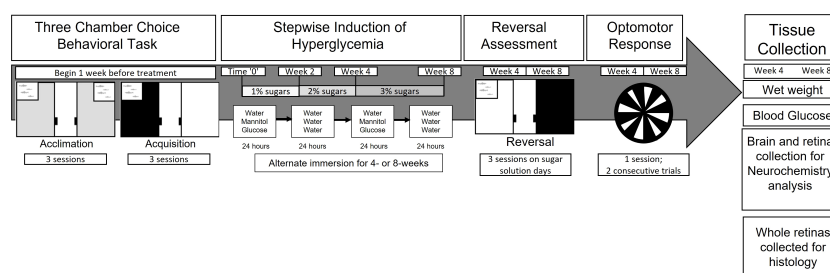 Three Chamber Choice
Behavioral Task
Begin 1 week before treatment
Acclimation
3 sessions
Acquisition
3 sessions
Stepwise Induction of
Hyperglycemia
Time '0'
Week 2
Week 4
Week 8
1% sugars
2% sugars
3% sugars
Water
Mannitol
Glucose
24 hours
Water
Water
Water
24 hours
Water
Mannitol
Glucose
24 hours
Water
Water
Water
24 hours
Alternate immersion for 4- or 8-weeks
Reversal
Assessment
Week 4
Week 8
Reversal
3 sessions on sugar
solution days
Optomotor
Response
Week 4
Week 8
1 session;
2 consecutive trials
Tissue
Collection
Week 4
Week 8
Wet weight
Blood Glucose
Brain and retina
collection for
Neurochemistry
analysis
Whole retinas
collected for
histology